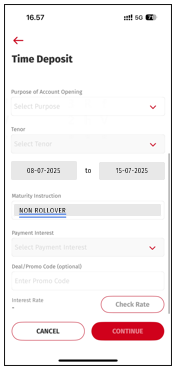 16.57
5G 79
Time Deposit
Purpose of Account Opening
Select Purpose
Tenor
Select Tenor
08-07-2025 to 15-07-2025
Maturity Instruction
NON ROLLOVER
Payment Interest
Select Payment Interest
Deal/Promo Code (optional)
Enter Promo Code
Interest Rate
-
Check Rate
CANCEL CONTINUE